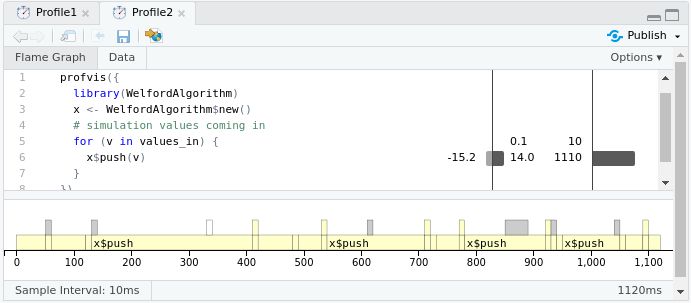 Profile1 Profile2
Publish
Flame Graph Data Options
1 profvis({
2 library(WelfordAlgorithm)
3 x <- WelfordAlgorithm$new()
4 # simulation values coming in
5 for (v in values_in) { 0.1 10
6 x$push(v) -15.2 14.0 1110
7 }
8 })
x$push x$push x$push x$push
0 100 200 300 400 500 600 700 800 900 1,000 1,100
Sample Interval: 10ms 1120ms